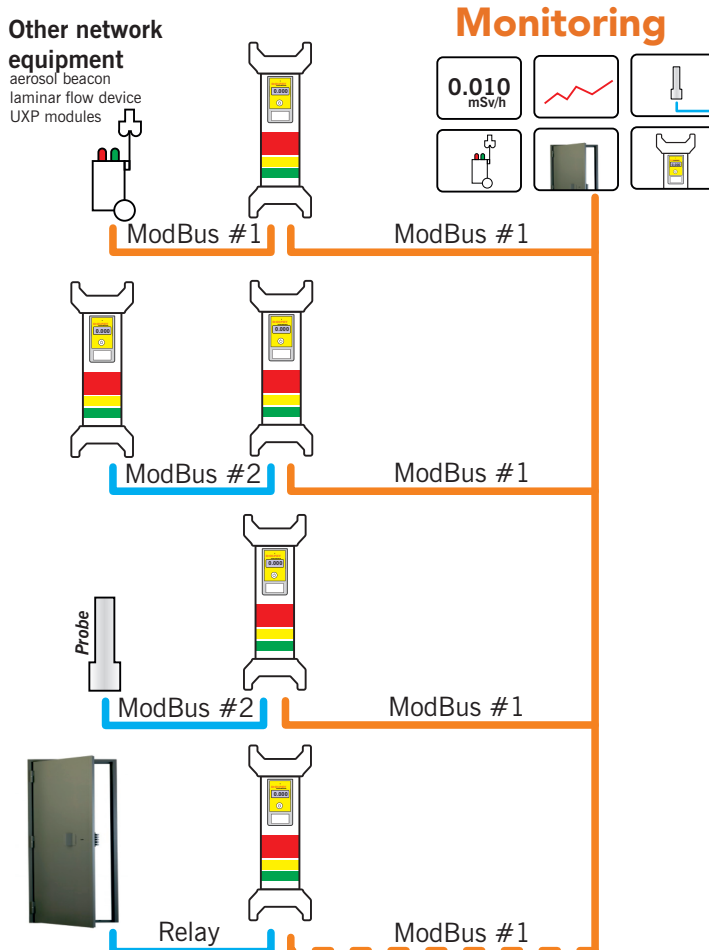 Other network
equipment
aerosol beacon
laminar flow device
UXP modules
Monitoring
0.010
mSv/h
0.000
ModBus #1
ModBus #1
0.000
0.000
ModBus #2
ModBus #1
0.000
Probe
ModBus #2
ModBus #1
0.000
Relay
ModBus #1